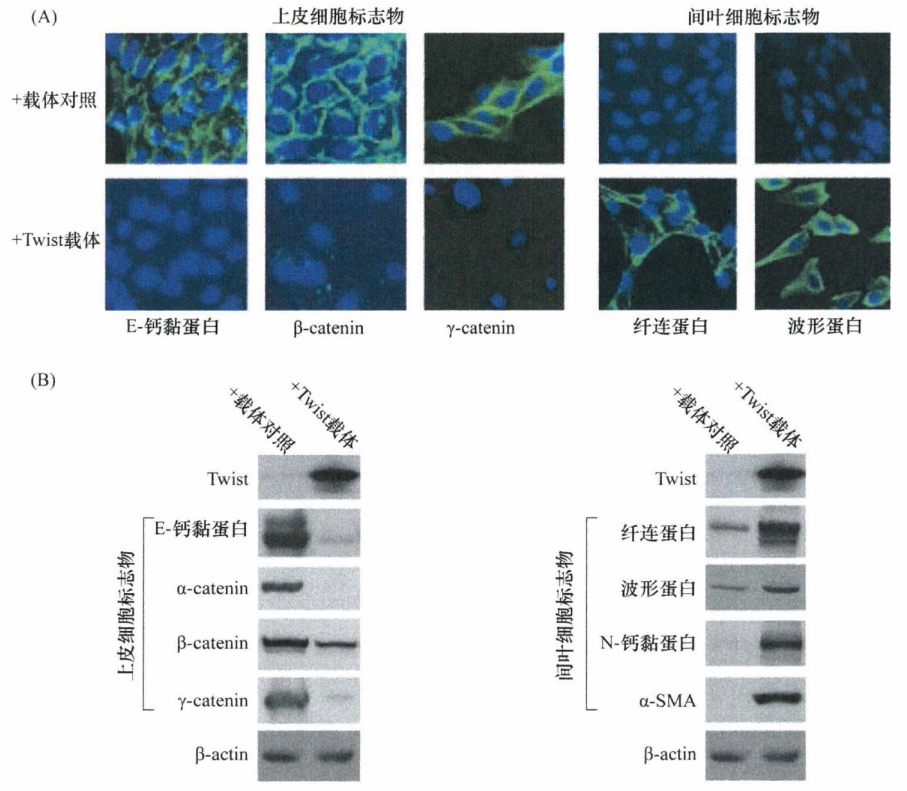 (A)
上皮细胞标志物
间叶细胞标志物
+载体对照
+Twist载体
E-钙黏蛋白
β-catenin
γ-catenin
纤连蛋白
波形蛋白
(B)
+载体对照
+Twist载体
Twist
上皮细胞标志物
E-钙黏蛋白
α-catenin
β-catenin
γ-catenin
β-actin
+载体对照
+Twist载体
Twist
间叶细胞标志物
纤连蛋白
波形蛋白
N-钙黏蛋白
α-SMA
β-actin